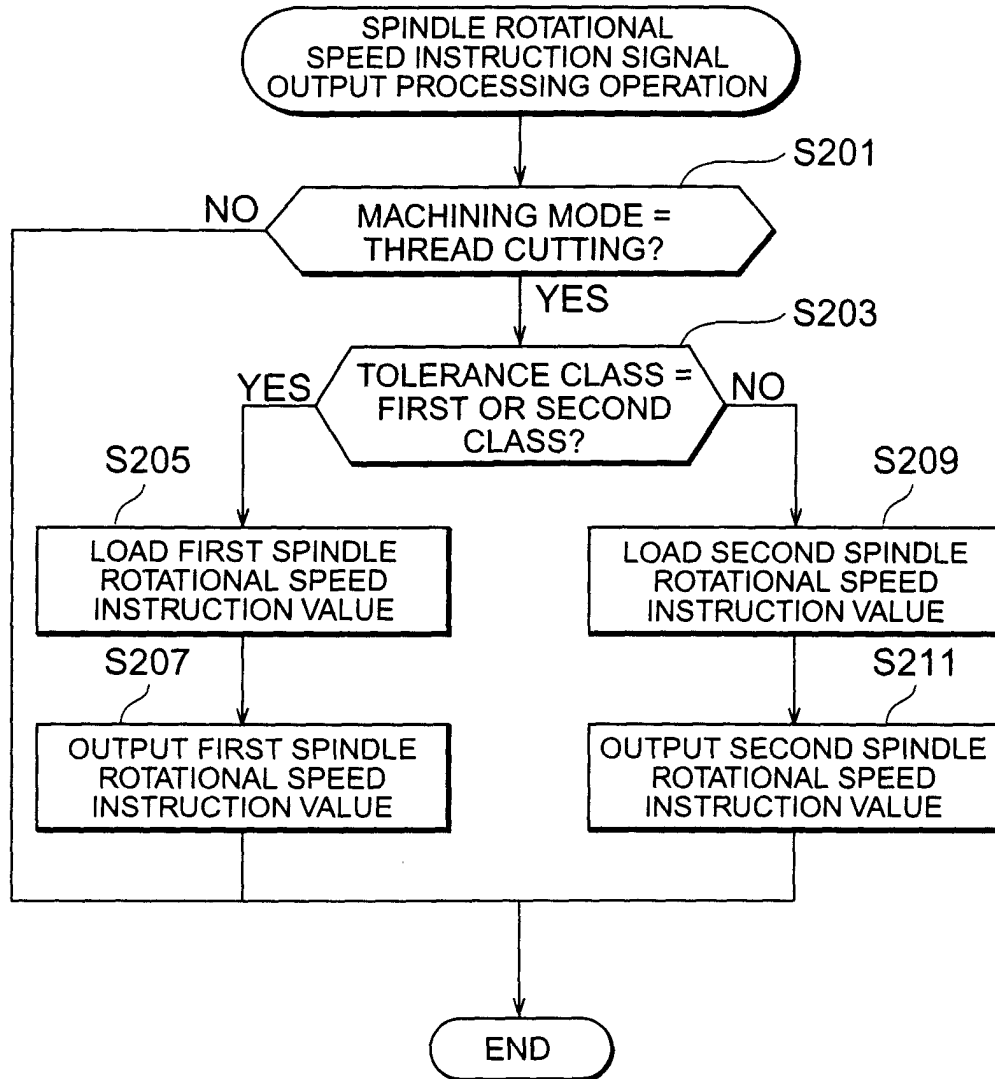 SPINDLE ROTATIONAL
SPEED INSTRUCTION SIGNAL
OUTPUT PROCESSING OPERATION
S201
NO
MACHINING MODE =
THREAD CUTTING?
YES
S203
YES
TOLERANCE CLASS =
FIRST OR SECOND
CLASS?
NO
S205
LOAD FIRST SPINDLE
ROTATIONAL SPEED
INSTRUCTION VALUE
S207
OUTPUT FIRST SPINDLE
ROTATIONAL SPEED
INSTRUCTION VALUE
S209
LOAD SECOND SPINDLE
ROTATIONAL SPEED
INSTRUCTION VALUE
S211
OUTPUT SECOND SPINDLE
ROTATIONAL SPEED
INSTRUCTION VALUE
END